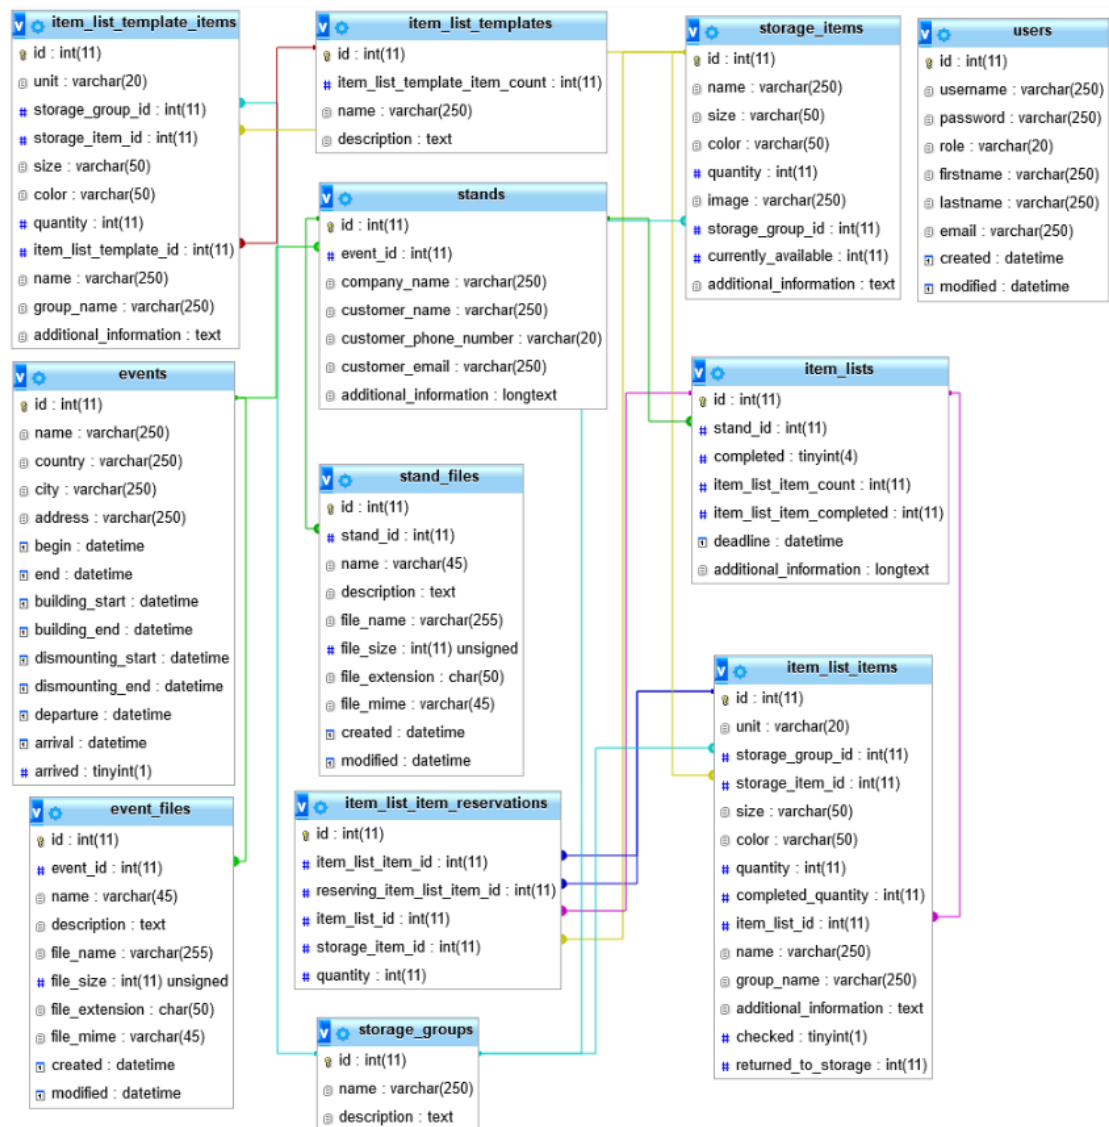 item_list_template_items
id : int(11)
unit : varchar(20)
storage_group_id : int(11)
storage_item_id : int(11)
size : varchar(50)
color : varchar(50)
quantity : int(11)
item_list_template_id : int(11)
name : varchar(250)
group_name : varchar(250)
additional_information : text
item_list_templates
id : int(11)
item_list_template_item_count : int(11)
name : varchar(250)
description : text
storage_items
id : int(11)
name : varchar(250)
size : varchar(50)
color : varchar(50)
quantity : int(11)
image : varchar(250)
storage_group_id : int(11)
currently_available : int(11)
additional_information : text
users
id : int(11)
username : varchar(250)
password : varchar(250)
role : varchar(20)
firstname : varchar(250)
lastname : varchar(250)
email : varchar(250)
created : datetime
modified : datetime
stands
id : int(11)
event_id : int(11)
company_name : varchar(250)
customer_name : varchar(250)
customer_phone_number : varchar(20)
customer_email : varchar(250)
additional_information : longtext
events
id : int(11)
name : varchar(250)
country : varchar(250)
city : varchar(250)
address : varchar(250)
begin : datetime
end : datetime
building_start : datetime
building_end : datetime
dismounting_start : datetime
dismounting_end : datetime
departure : datetime
arrival : datetime
arrived : tinyint(1)
stand_files
id : int(11)
stand_id : int(11)
name : varchar(45)
description : text
file_name : varchar(255)
file_size : int(11) unsigned
file_extension : char(50)
file_mime : varchar(45)
created : datetime
modified : datetime
item_lists
id : int(11)
stand_id : int(11)
completed : tinyint(4)
item_list_item_count : int(11)
item_list_item_completed : int(11)
deadline : datetime
additional_information : longtext
event_files
id : int(11)
event_id : int(11)
name : varchar(45)
description : text
file_name : varchar(255)
file_size : int(11) unsigned
file_extension : char(50)
file_mime : varchar(45)
created : datetime
modified : datetime
item_list_item_reservations
id : int(11)
item_list_item_id : int(11)
reserving_item_list_item_id : int(11)
item_list_id : int(11)
storage_item_id : int(11)
quantity : int(11)
item_list_items
id : int(11)
unit : varchar(20)
storage_group_id : int(11)
storage_item_id : int(11)
size : varchar(50)
color : varchar(50)
quantity : int(11)
completed_quantity : int(11)
item_list_id : int(11)
name : varchar(250)
group_name : varchar(250)
additional_information : text
checked : tinyint(1)
returned_to_storage : int(11)
storage_groups
id : int(11)
name : varchar(250)
description : text